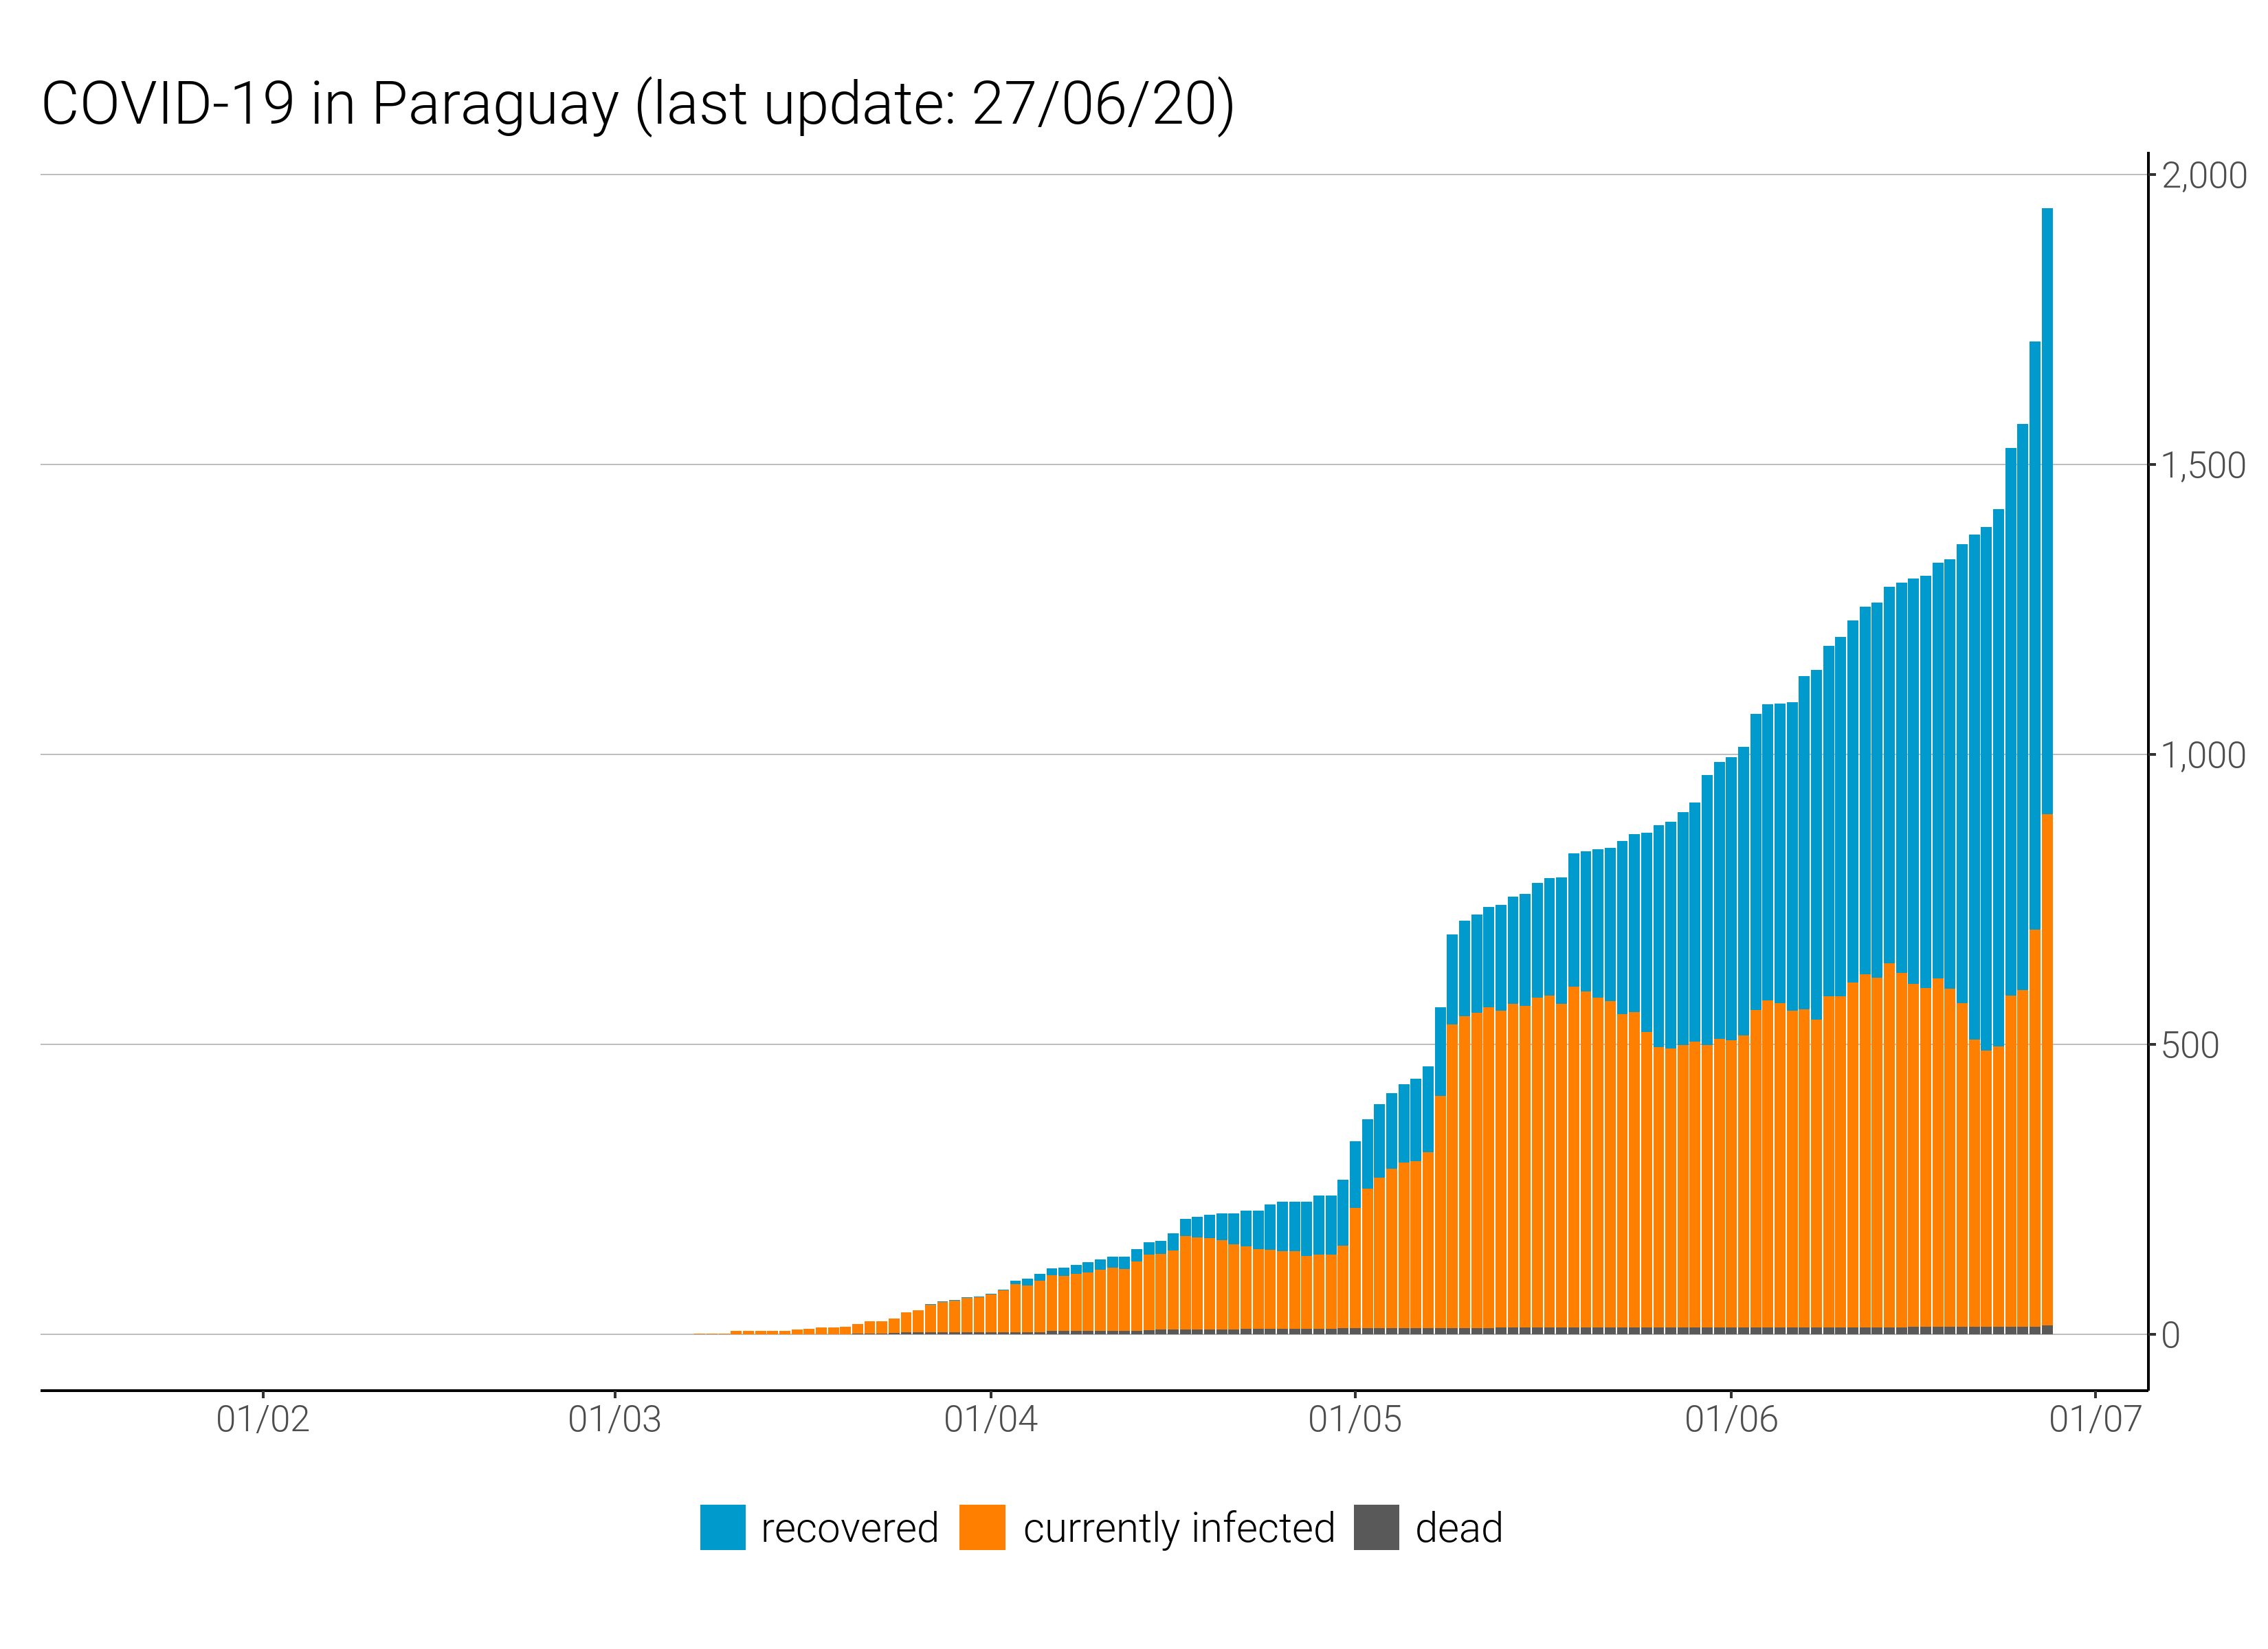 COVID-19 in Paraguay (last update: 27/06/20)
2,000
1,500
1,000
500
0
01/02 01/03 01/04 01/05 01/06 01/07
recovered currently infected dead